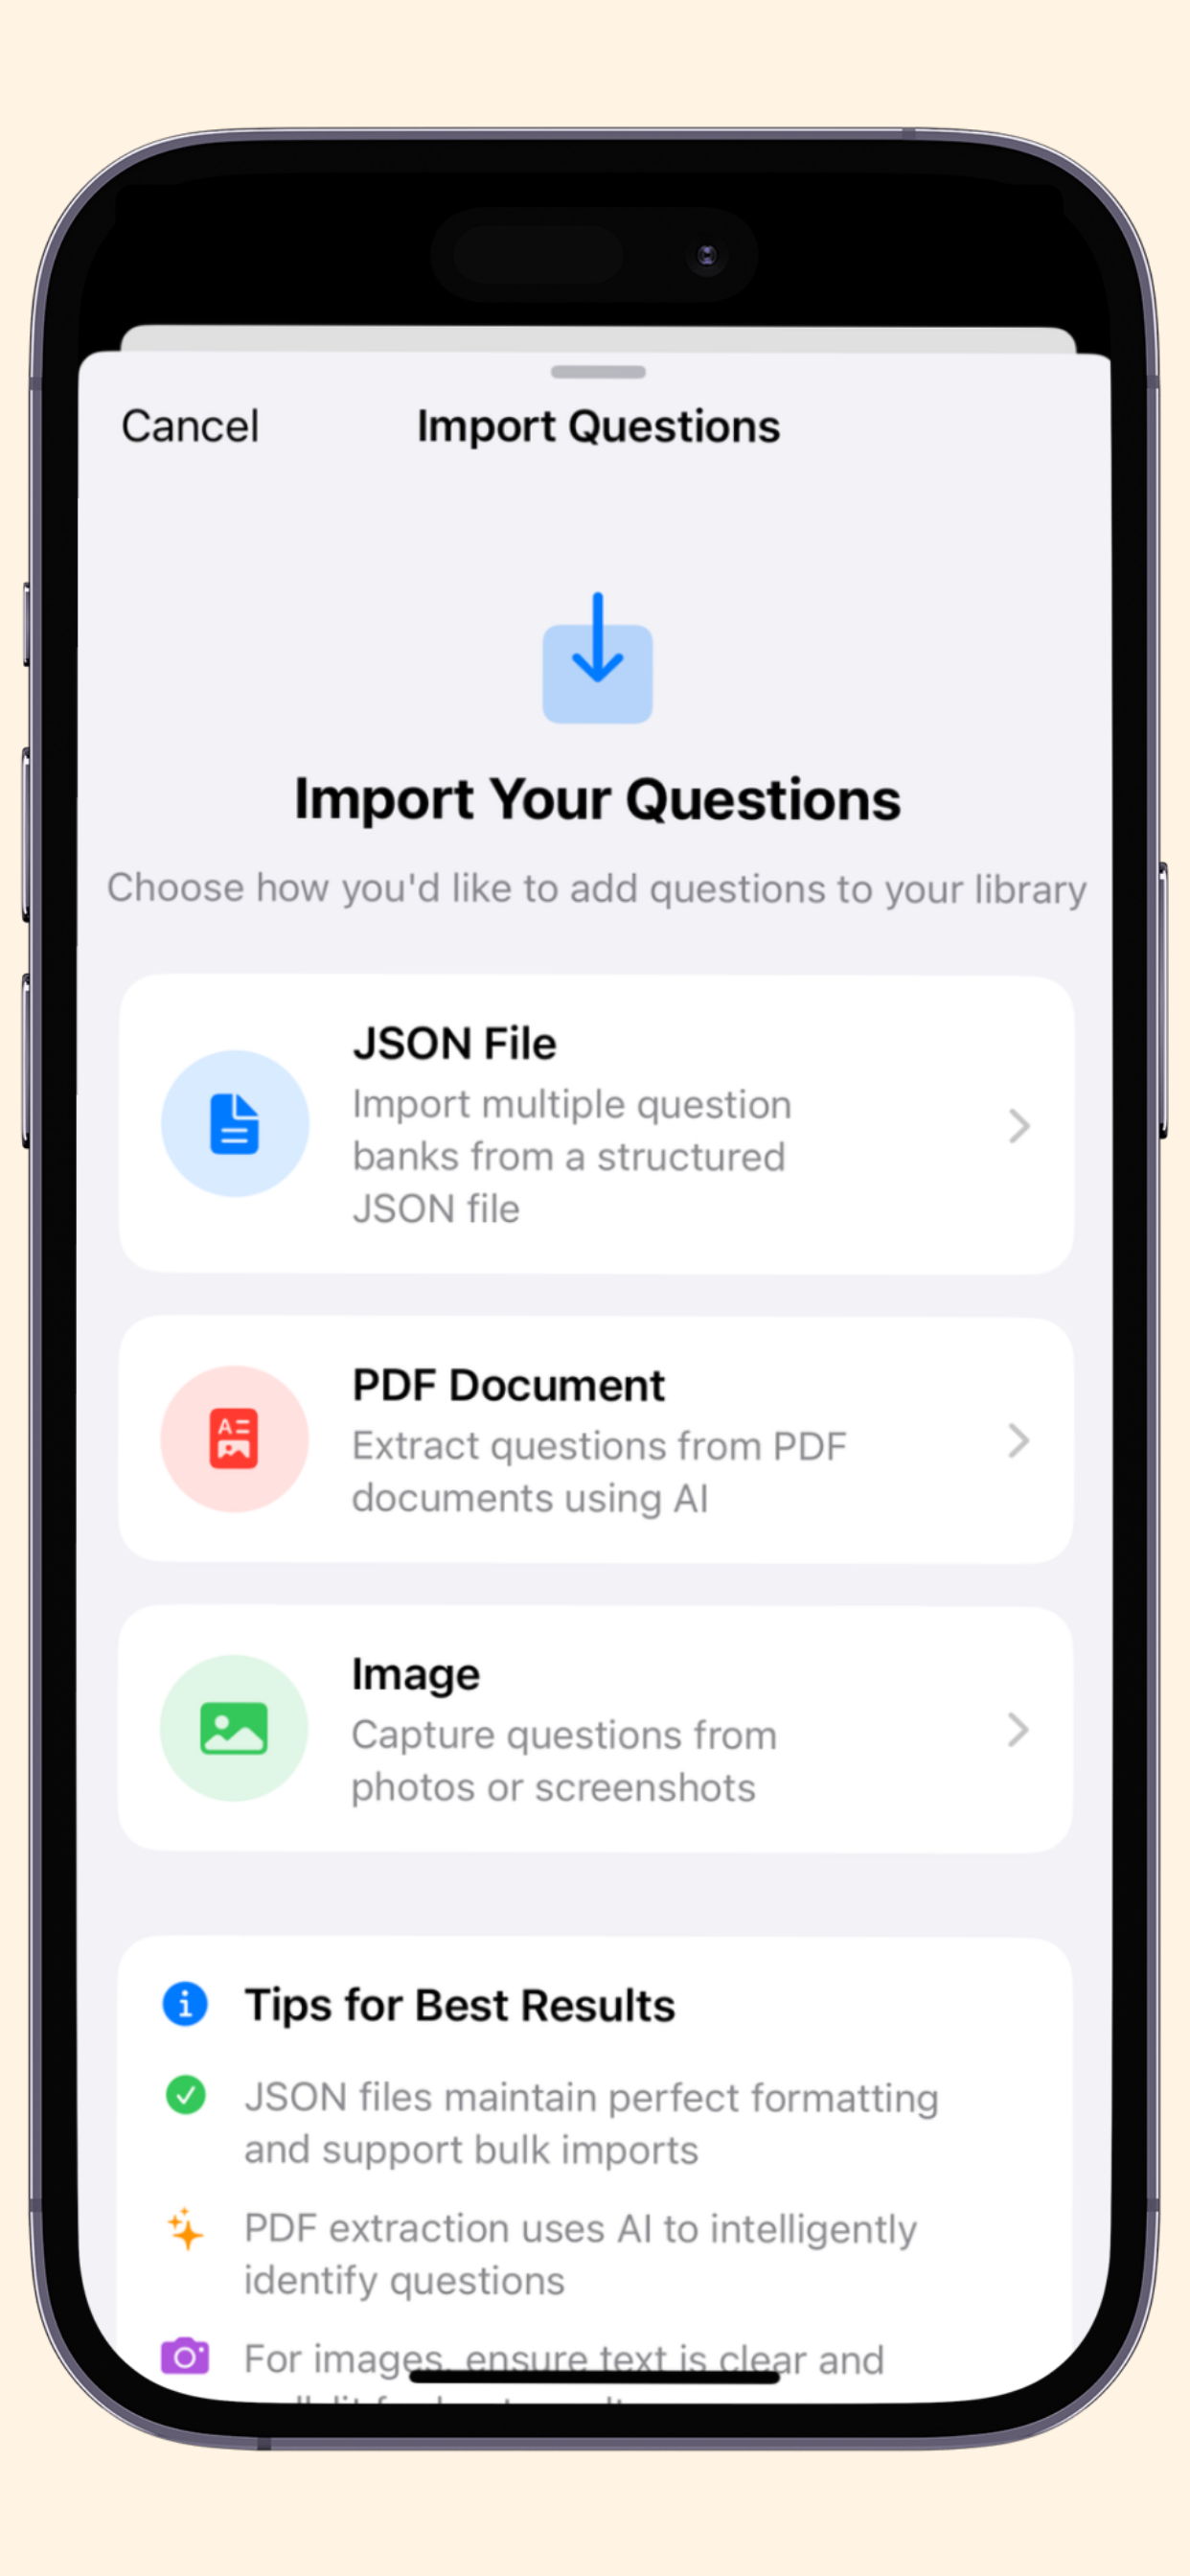 Cancel
Import Questions
Import Your Questions
Choose how you'd like to add questions to your library
JSON File
Import multiple question
banks from a structured
JSON file
PDF Document
Extract questions from PDF
documents using AI
Image
Capture questions from
photos or screenshots
Tips for Best Results
JSON files maintain perfect formatting
and support bulk imports
PDF extraction uses AI to intelligently
identify questions
For images, ensure text is clear and